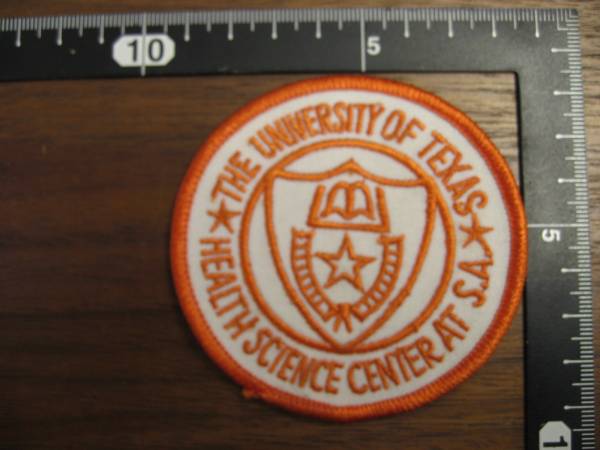 10
5
THE UNIVERSITY OF TEXAS
HEALTH SCIENCE CENTER AT S.A.
5
1